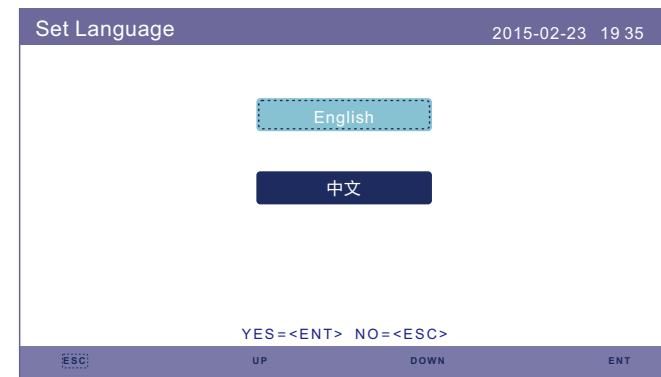 Set Language 2015-02-23 19 35
English
中文
YES=<ENT> NO=<ESC>
ESC UP DOWN ENT